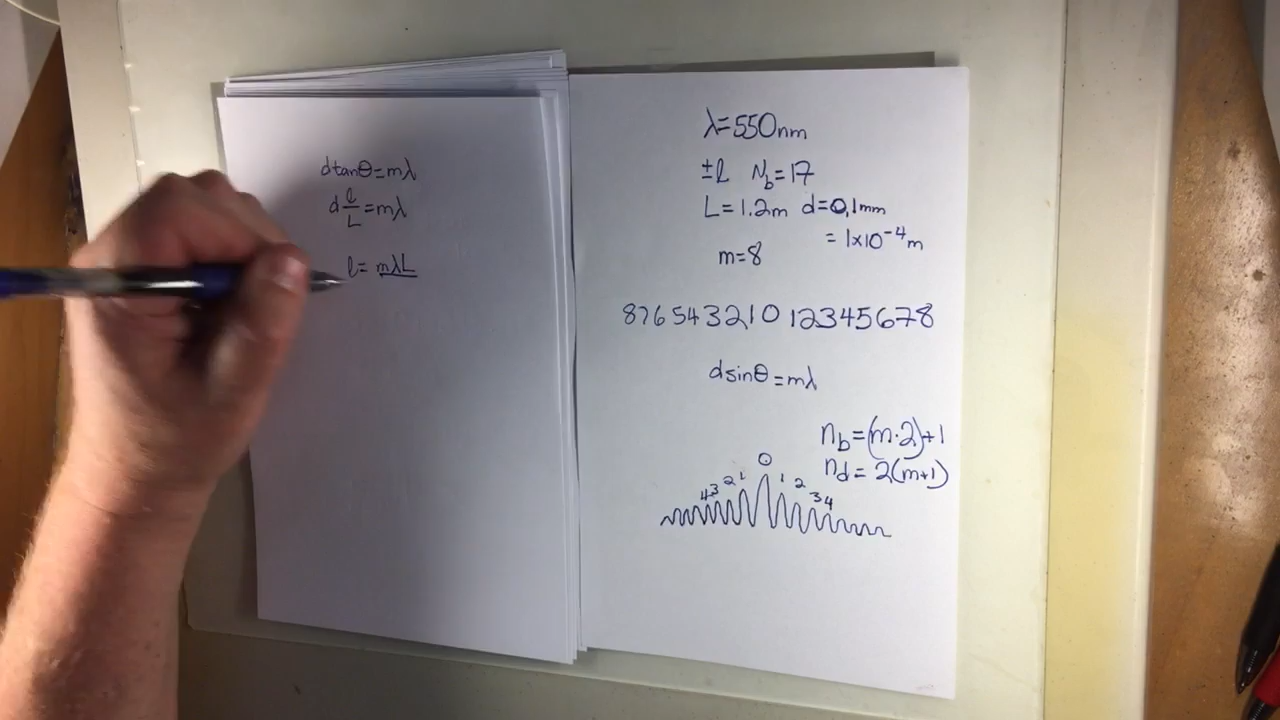 dtanθ=mλ
d ℓ/L =mλ
ℓ= mλL
λ=550nm
±ℓ N_b=17
L=1.2m d=0,1mm
= 1x10⁻⁴m
m=8
876543210 12345678
dsinθ=mλ
n_b=(m·2)+1
n_d= 2(m+1)
0
4 3 2 1 1 2 3 4